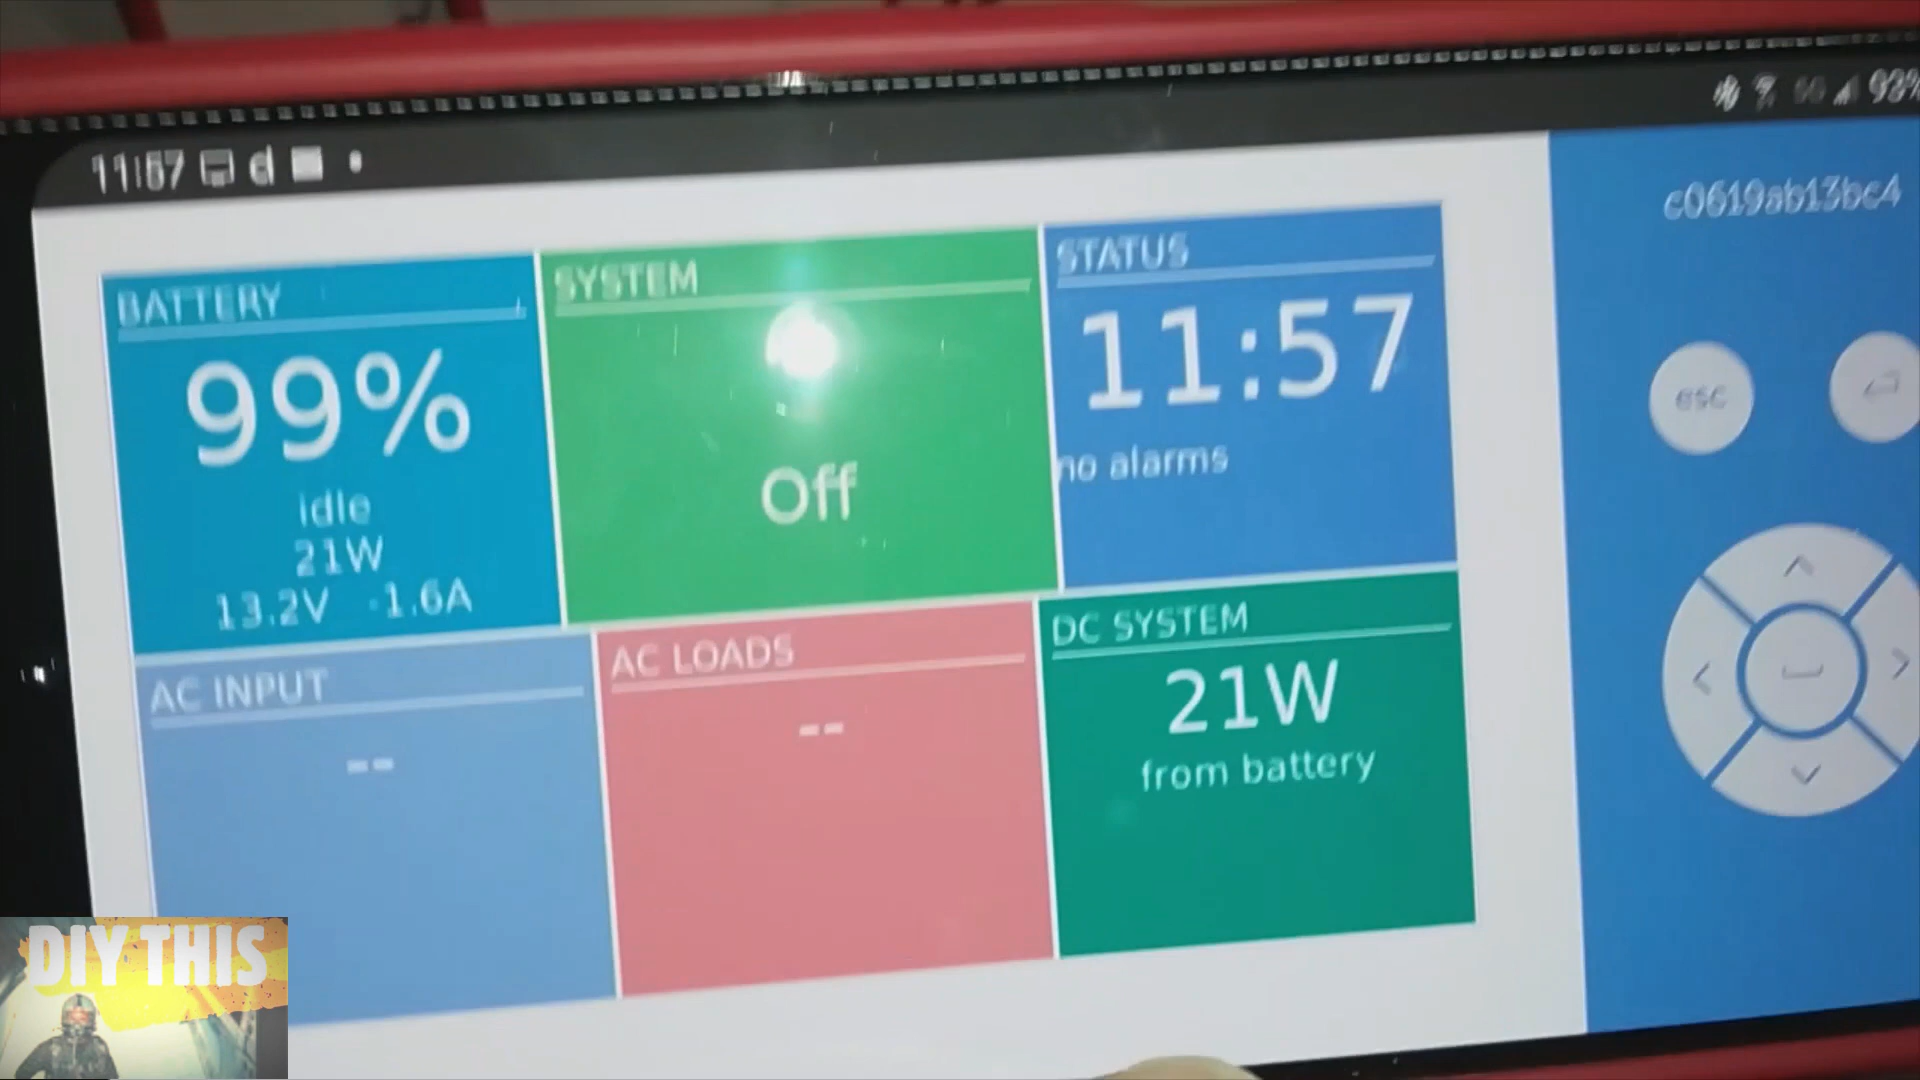 11:57 d
93%
c0619ab13bc4
BATTERY
99%
idle
21W
13.2V -1.6A
SYSTEM
Off
STATUS
11:57
no alarms
esc
AC INPUT
--
AC LOADS
--
DC SYSTEM
21W
from battery
DIY THIS